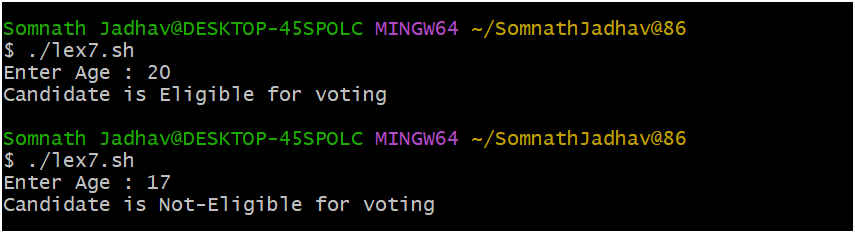 Somnath Jadhav@DESKTOP-45SPOLC MINGW64 ~/SomnathJadhav@86
$ ./lex7.sh
Enter Age : 20
Candidate is Eligible for voting
Somnath Jadhav@DESKTOP-45SPOLC MINGW64 ~/SomnathJadhav@86
$ ./lex7.sh
Enter Age : 17
Candidate is Not-Eligible for voting